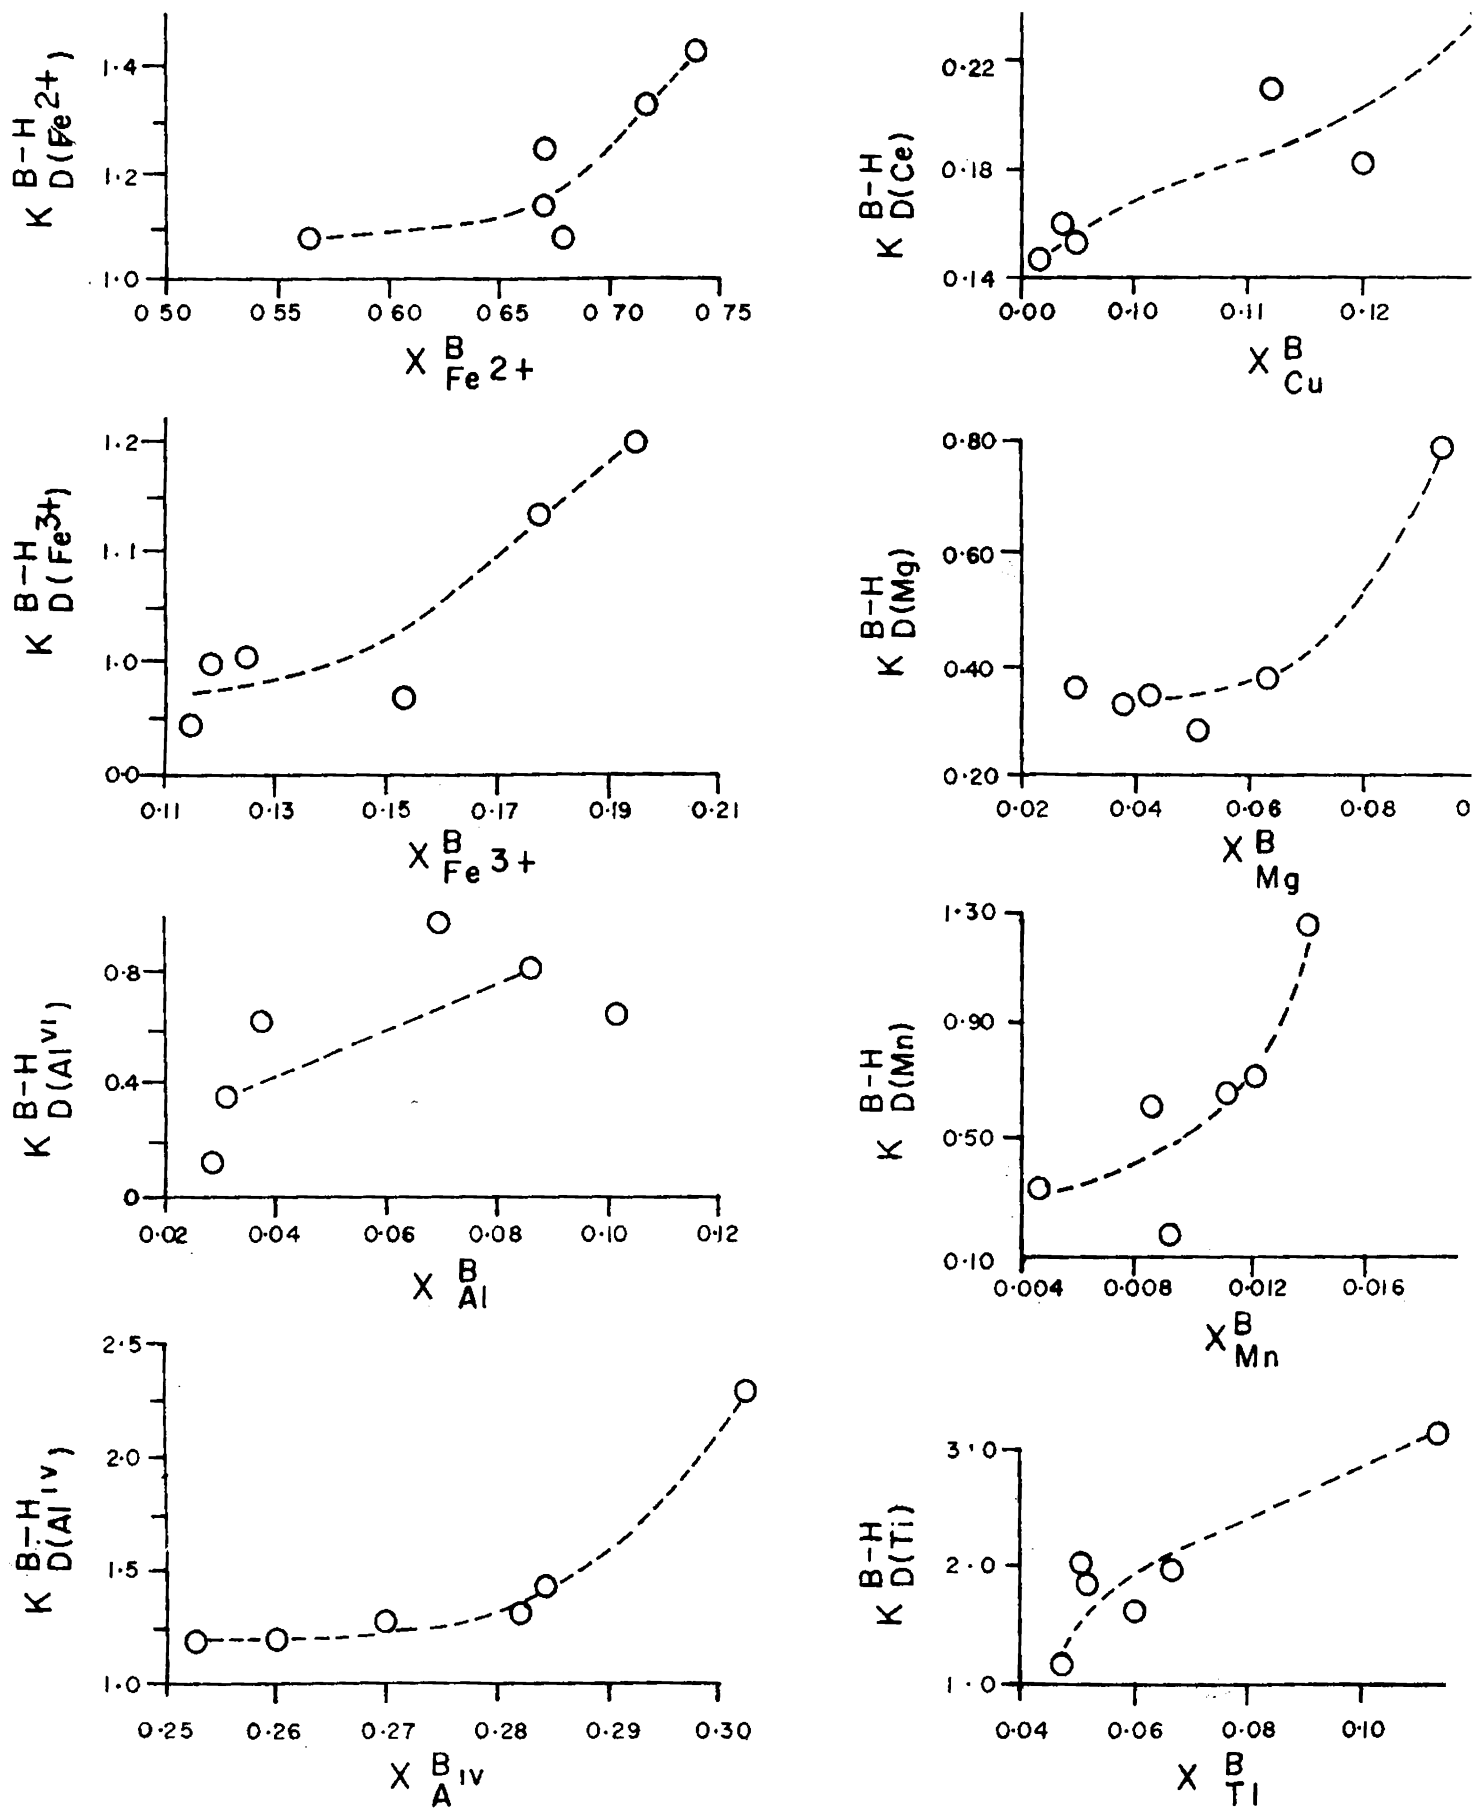 K B-H D(Fe2+)
1.4
1.2
1.0
0.50 0.55 0.60 0.65 0.70 0.75
X B Fe 2+
K B-H D(Ce)
0.22
0.18
0.14
0.00 0.10 0.11 0.12
X B Cu
K B-H D(Fe3+)
1.2
1.1
1.0
0.0
0.11 0.13 0.15 0.17 0.19 0.21
X B Fe 3+
K B-H D(Mg)
0.80
0.60
0.40
0.20
0.02 0.04 0.06 0.08 0
X B Mg
K B-H D(Al VI)
0.8
0.4
0
0.02 0.04 0.06 0.08 0.10 0.12
X B Al
K B-H D(Mn)
1.30
0.90
0.50
0.10
0.004 0.008 0.012 0.016
X B Mn
K B-H D(Al IV)
2.5
2.0
1.5
1.0
0.25 0.26 0.27 0.28 0.29 0.30
X B A IV
K B-H D(Ti)
3.0
2.0
1.0
0.04 0.06 0.08 0.10
X B Tl